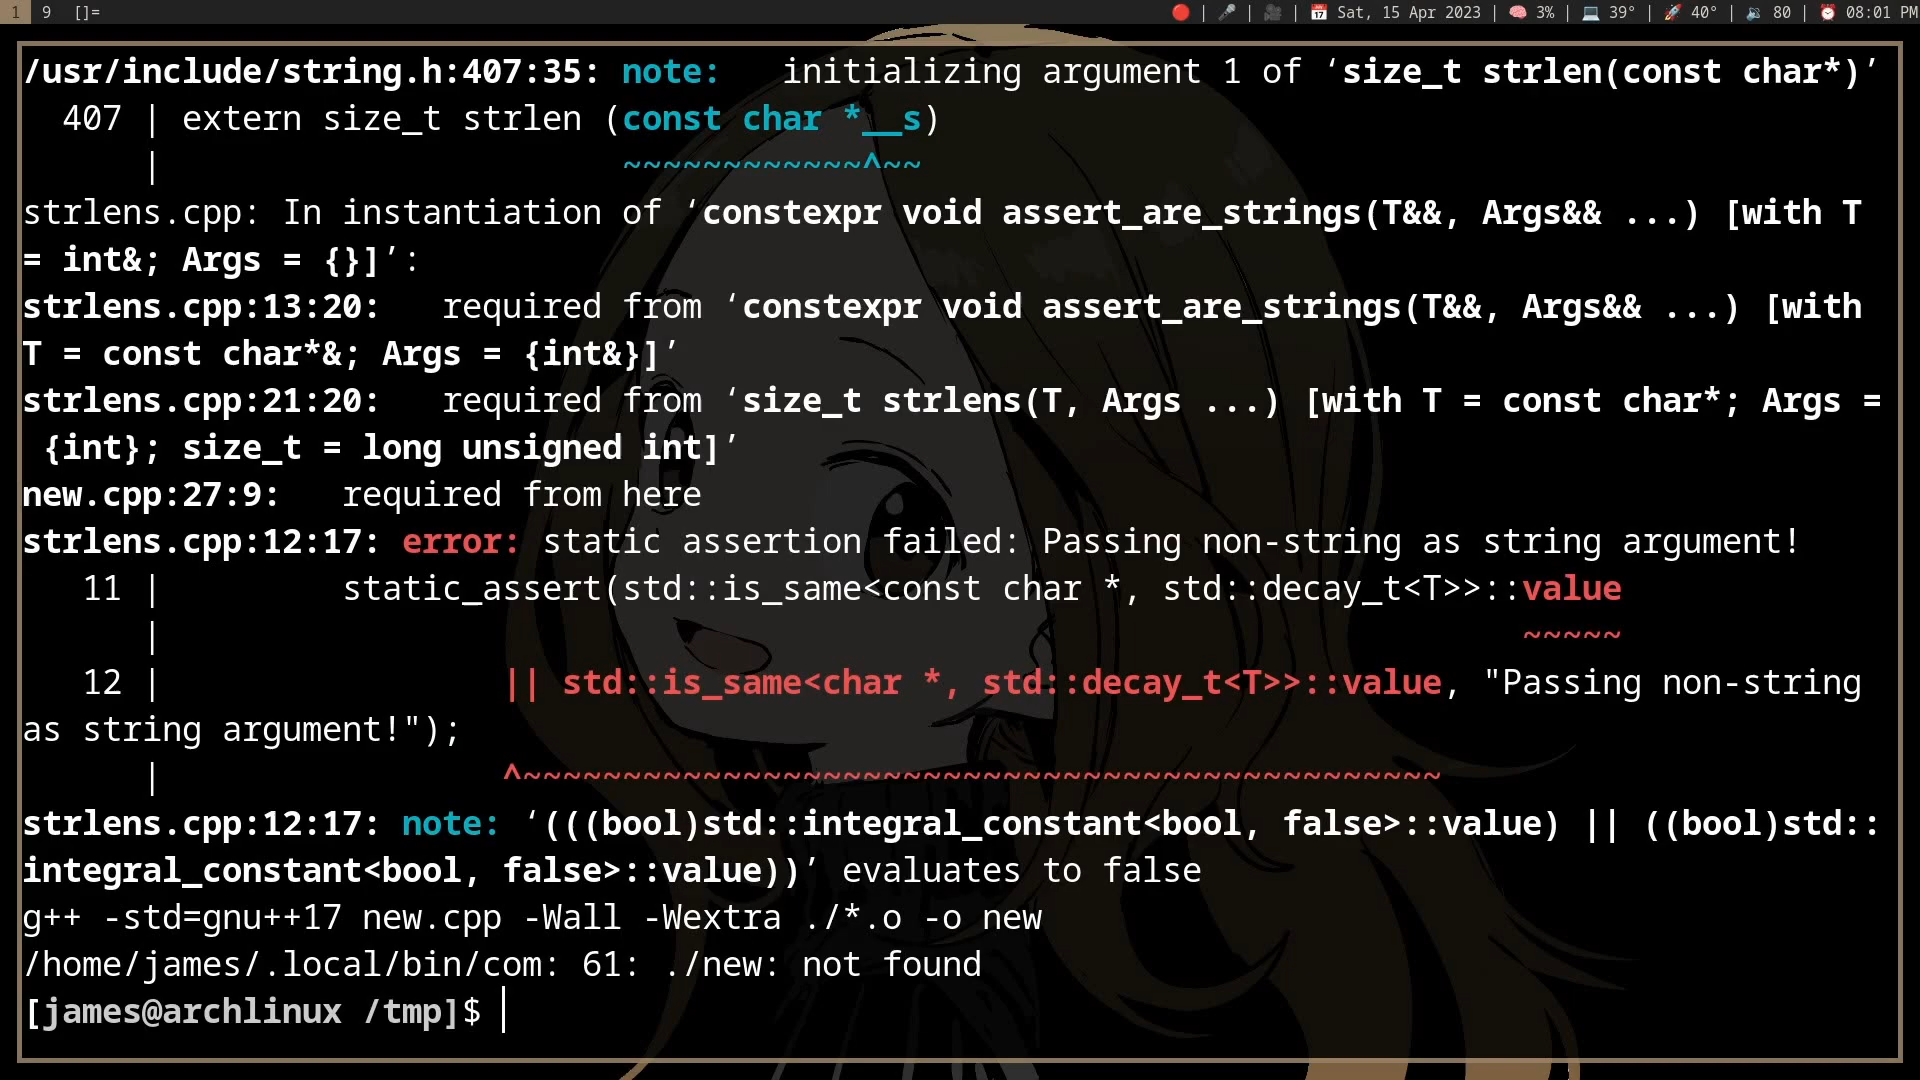 1 9 []= 🔴 | 🎤 | 🎥 | 📅 Sat, 15 Apr 2023 | 🧠 3% | 💻 39° | 🚀 40° | 🔉 80 | ⏰ 08:01 PM
/usr/include/string.h:407:35: note:   initializing argument 1 of ‘size_t strlen(const char*)’
  407 | extern size_t strlen (const char *__s)
      |                       ~~~~~~~~~~~~^~~
strlens.cpp: In instantiation of ‘constexpr void assert_are_strings(T&&, Args&& ...) [with T
= int&; Args = {}]’:
strlens.cpp:13:20:   required from ‘constexpr void assert_are_strings(T&&, Args&& ...) [with
T = const char*&; Args = {int&}]’
strlens.cpp:21:20:   required from ‘size_t strlens(T, Args ...) [with T = const char*; Args =
 {int}; size_t = long unsigned int]’
new.cpp:27:9:   required from here
strlens.cpp:12:17: error: static assertion failed: Passing non-string as string argument!
   11 |         static_assert(std::is_same<const char *, std::decay_t<T>>::value
      |                                                                    ~~~~~
   12 |                 || std::is_same<char *, std::decay_t<T>>::value, "Passing non-string
as string argument!");
      |                 ^~~~~~~~~~~~~~~~~~~~~~~~~~~~~~~~~~~~~~~~~~~~~~~
strlens.cpp:12:17: note: ‘(((bool)std::integral_constant<bool, false>::value) || ((bool)std::
integral_constant<bool, false>::value))’ evaluates to false
g++ -std=gnu++17 new.cpp -Wall -Wextra ./*.o -o new
/home/james/.local/bin/com: 61: ./new: not found
[james@archlinux /tmp]$